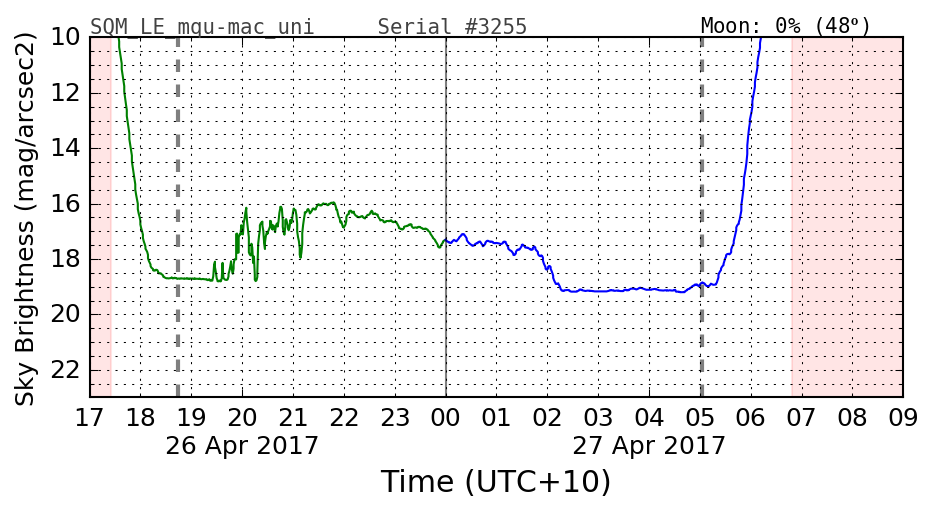 SQM_LE_mqu-mac_uni Serial #3255 Moon: 0% (48º)
Sky Brightness (mag/arcsec2)
10
12
14
16
18
20
22
17 18 19 20 21 22 23 00 01 02 03 04 05 06 07 08 09
26 Apr 2017 27 Apr 2017
Time (UTC+10)